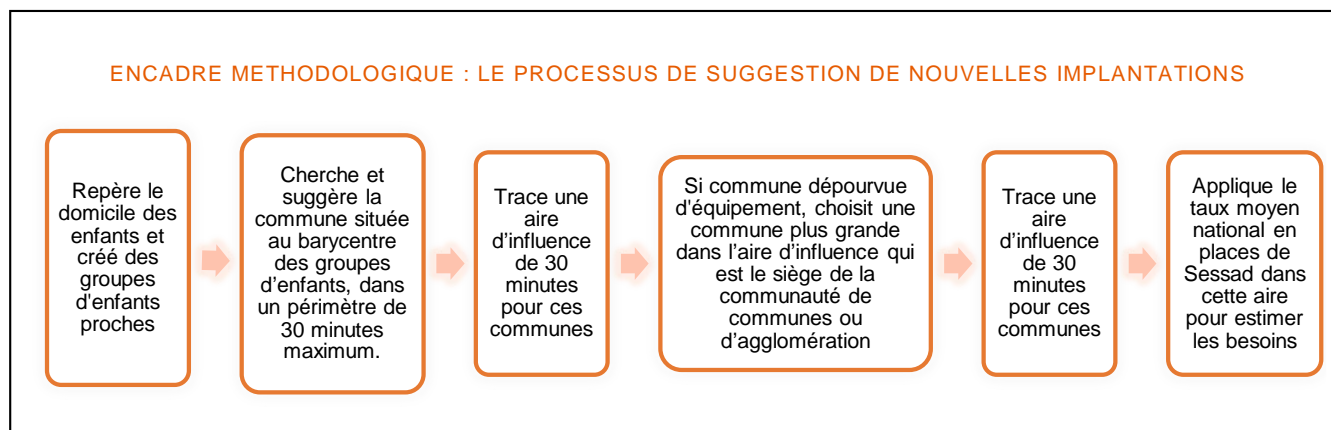 ENCADRE METHODOLOGIQUE : LE PROCESSUS DE SUGGESTION DE NOUVELLES IMPLANTATIONS
Repère le
domicile des
enfants et
créé des
groupes
d'enfants
proches
Cherche et
suggère la
commune située
au barycentre
des groupes
d'enfants, dans
un périmètre de
30 minutes
maximum.
Trace une
aire
d'influence
de 30
minutes
pour ces
communes
Si commune dépourvue
d'équipement, choisit une
commune plus grande
dans l'aire d'influence qui
est le siège de la
communauté de
communes ou
d'agglomération
Trace une
aire
d'influence
de 30
minutes
pour ces
communes
Applique le
taux moyen
national en
places de
Sessad dans
cette aire
pour estimer
les besoins